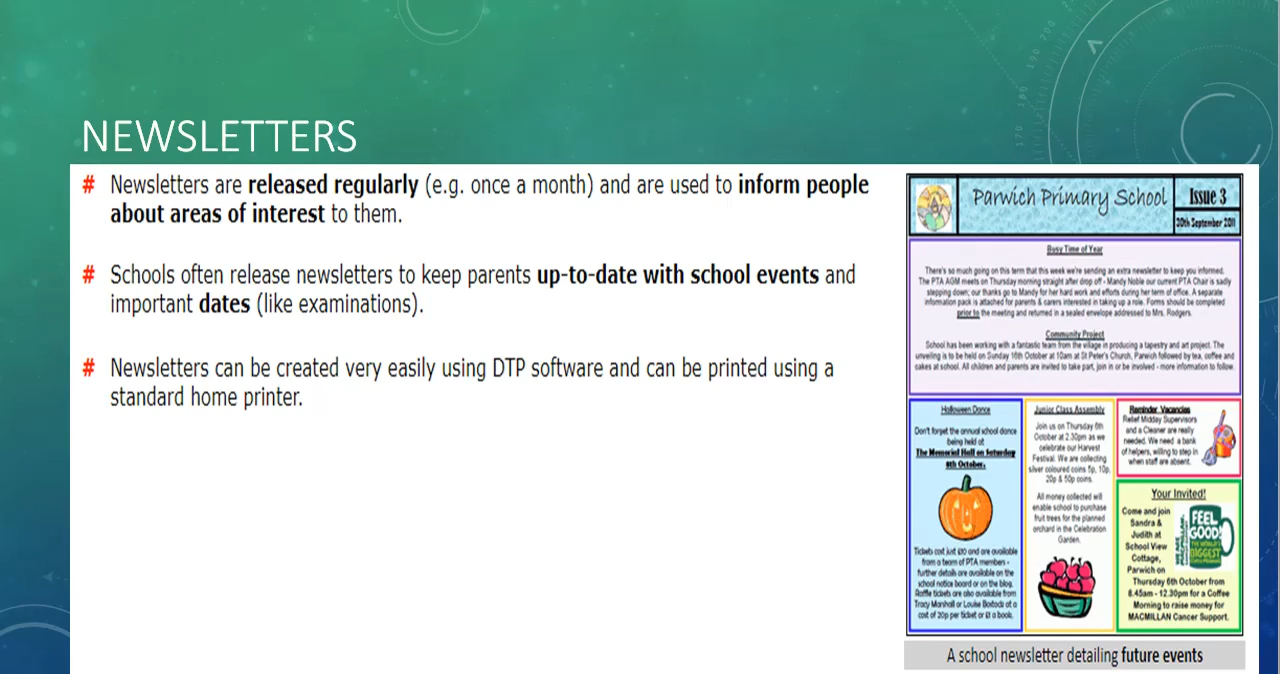 NEWSLETTERS
# Newsletters are released regularly (e.g. once a month) and are used to inform people
about areas of interest to them.
# Schools often release newsletters to keep parents up-to-date with school events and
important dates (like examinations).
# Newsletters can be created very easily using DTP software and can be printed using a
standard home printer.
Parwich Primary School
Issue 3
30th September 2011
Busy Time of Year
There's so much going on this term that this week we're sending an extra newsletter to keep you informed.
The PTA AGM meets on Thursday morning straight after drop off - Mandy Noble our current PTA Chair is sadly
stepping down; our thanks go to Mandy for her hard work and efforts during her term of office. A separate
information pack is attached for parents & carers interested in taking up a role. Forms should be completed
prior to the meeting and returned in a sealed envelope addressed to Mrs. Rodgers.
Community Project
School has been working with a fantastic team from the village in producing a tapestry and art project. The
unveiling is to be held on Sunday 16th October at 10am at St Peter's Church, Parwich followed by tea, coffee and
cakes at school. All children and parents are invited to take part, join in or be involved - more information to follow.
Halloween Dance
Don't forget the annual school dance
being held at
The Memorial Hall on Saturday
8th October.
Tickets cost just and are available
from a team of PTA members -
further details are available on the
school notice board or on the blog.
Raffle tickets are also available from
Tracy Marshall or Louise at a
cost of 20p per ticket or £1 a book.
Junior Class Assembly
Join us on Thursday 6th
October at 2.30pm as we
celebrate our Harvest
Festival. We are collecting
silver coloured coins 5p, 10p,
20p & 50p coins.
All money collected will
enable school to purchase
fruit trees for the planned
orchard in the Celebration
Garden.
Reminder Vacancies
Relief Midday Supervisors
and a Cleaner are really
needed. We need a bank
of helpers, willing to step in
when staff are absent.
Your Invited!
Come and join
Sandra &
Judith at
School View
Cottage,
Parwich on
Thursday 6th October from
8.45am - 12.30pm for a Coffee
Morning to raise money for
MACMILLAN Cancer Support.
FEEL
GOOD!
THE WORLD'S
BIGGEST
A school newsletter detailing future events
170
190
200